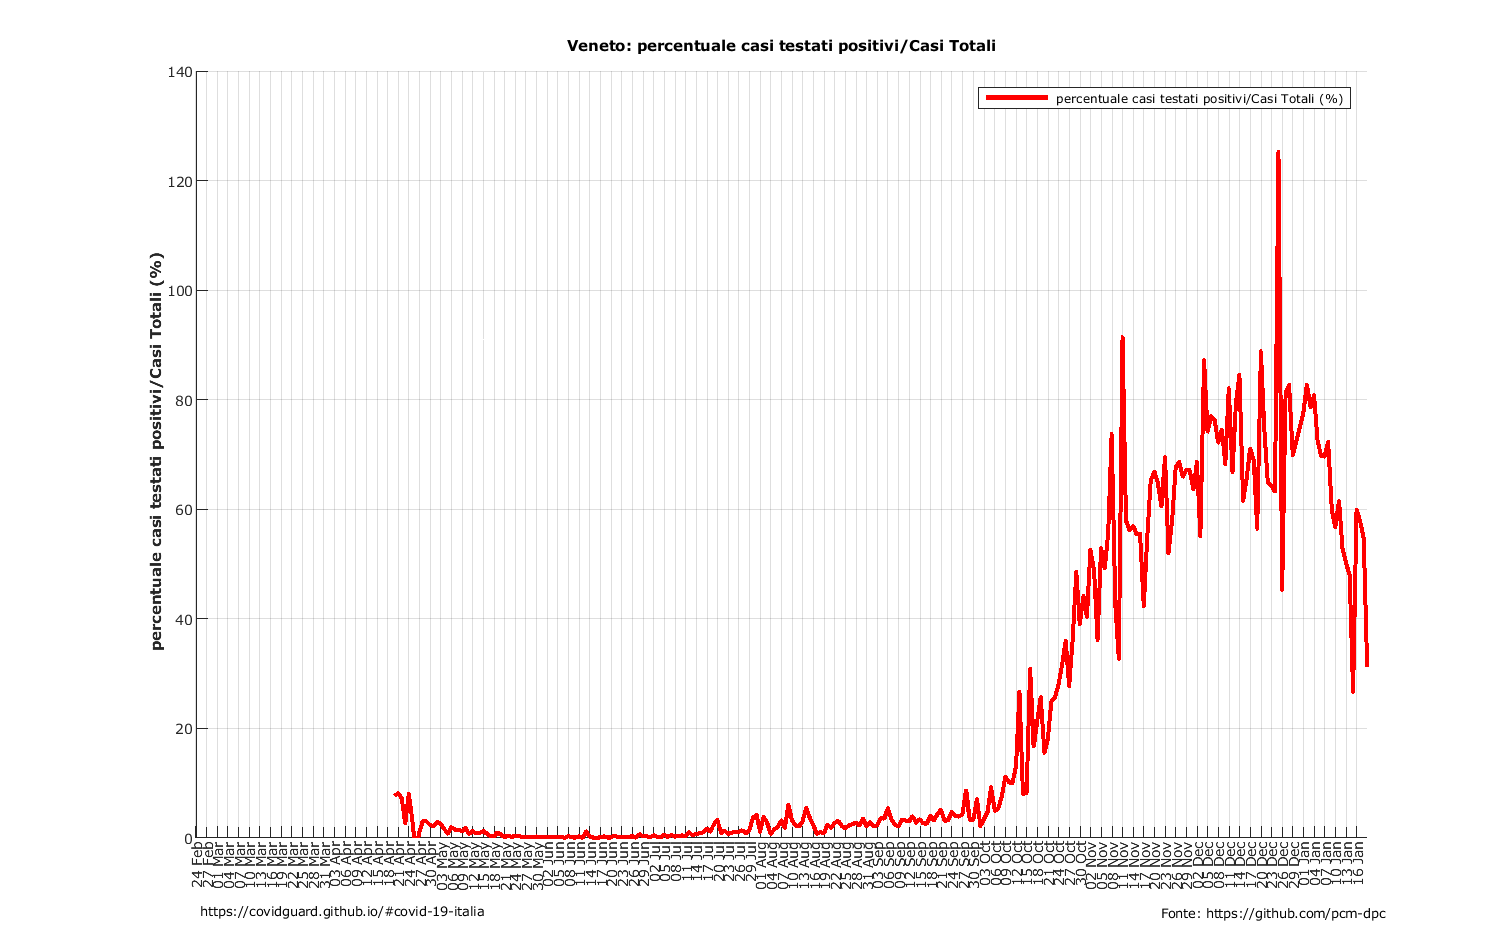 Veneto: percentuale casi testati positivi/Casi Totali
percentuale casi testati positivi/Casi Totali (%)
percentuale casi testati positivi/Casi Totali (%)
140
120
100
80
60
40
20
0
24 Feb
27 Feb
01 Mar
04 Mar
07 Mar
10 Mar
13 Mar
16 Mar
19 Mar
22 Mar
25 Mar
28 Mar
31 Mar
03 Apr
06 Apr
09 Apr
12 Apr
15 Apr
18 Apr
21 Apr
24 Apr
27 Apr
30 Apr
03 May
06 May
09 May
12 May
15 May
18 May
21 May
24 May
27 May
30 May
02 Jun
05 Jun
08 Jun
11 Jun
14 Jun
17 Jun
20 Jun
23 Jun
26 Jun
29 Jun
02 Jul
05 Jul
08 Jul
11 Jul
14 Jul
17 Jul
20 Jul
23 Jul
26 Jul
29 Jul
01 Aug
04 Aug
07 Aug
10 Aug
13 Aug
16 Aug
19 Aug
22 Aug
25 Aug
28 Aug
31 Aug
03 Sep
06 Sep
09 Sep
12 Sep
15 Sep
18 Sep
21 Sep
24 Sep
27 Sep
30 Sep
03 Oct
06 Oct
09 Oct
12 Oct
15 Oct
18 Oct
21 Oct
24 Oct
27 Oct
30 Oct
02 Nov
05 Nov
08 Nov
11 Nov
14 Nov
17 Nov
20 Nov
23 Nov
26 Nov
29 Nov
02 Dec
05 Dec
08 Dec
11 Dec
14 Dec
17 Dec
20 Dec
23 Dec
26 Dec
29 Dec
01 Jan
04 Jan
07 Jan
10 Jan
13 Jan
16 Jan
https://covidguard.github.io/#covid-19-italia
Fonte: https://github.com/pcm-dpc